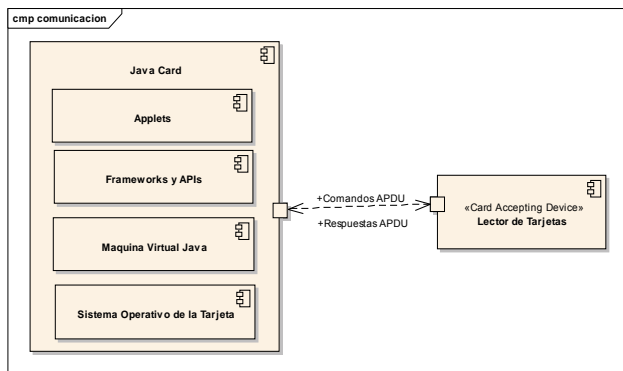 cmp comunicacion
Java Card
Applets
Frameworks y APIs
Maquina Virtual Java
Sistema Operativo de la Tarjeta
+Comandos APDU
+Respuestas APDU
«Card Accepting Device»
Lector de Tarjetas